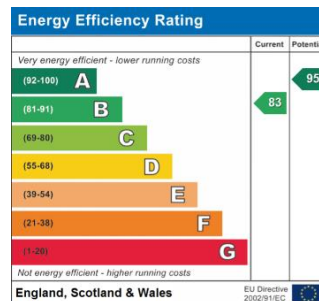 Energy Efficiency Rating
Current Potenti
Very energy efficient - lower running costs
(92-100) A 95
(81-91) B 83
(69-80) C
(55-68) D
(39-54) E
(21-38) F
(1-20) G
Not energy efficient - higher running costs
England, Scotland & Wales
EU Directive
2002/91/EC